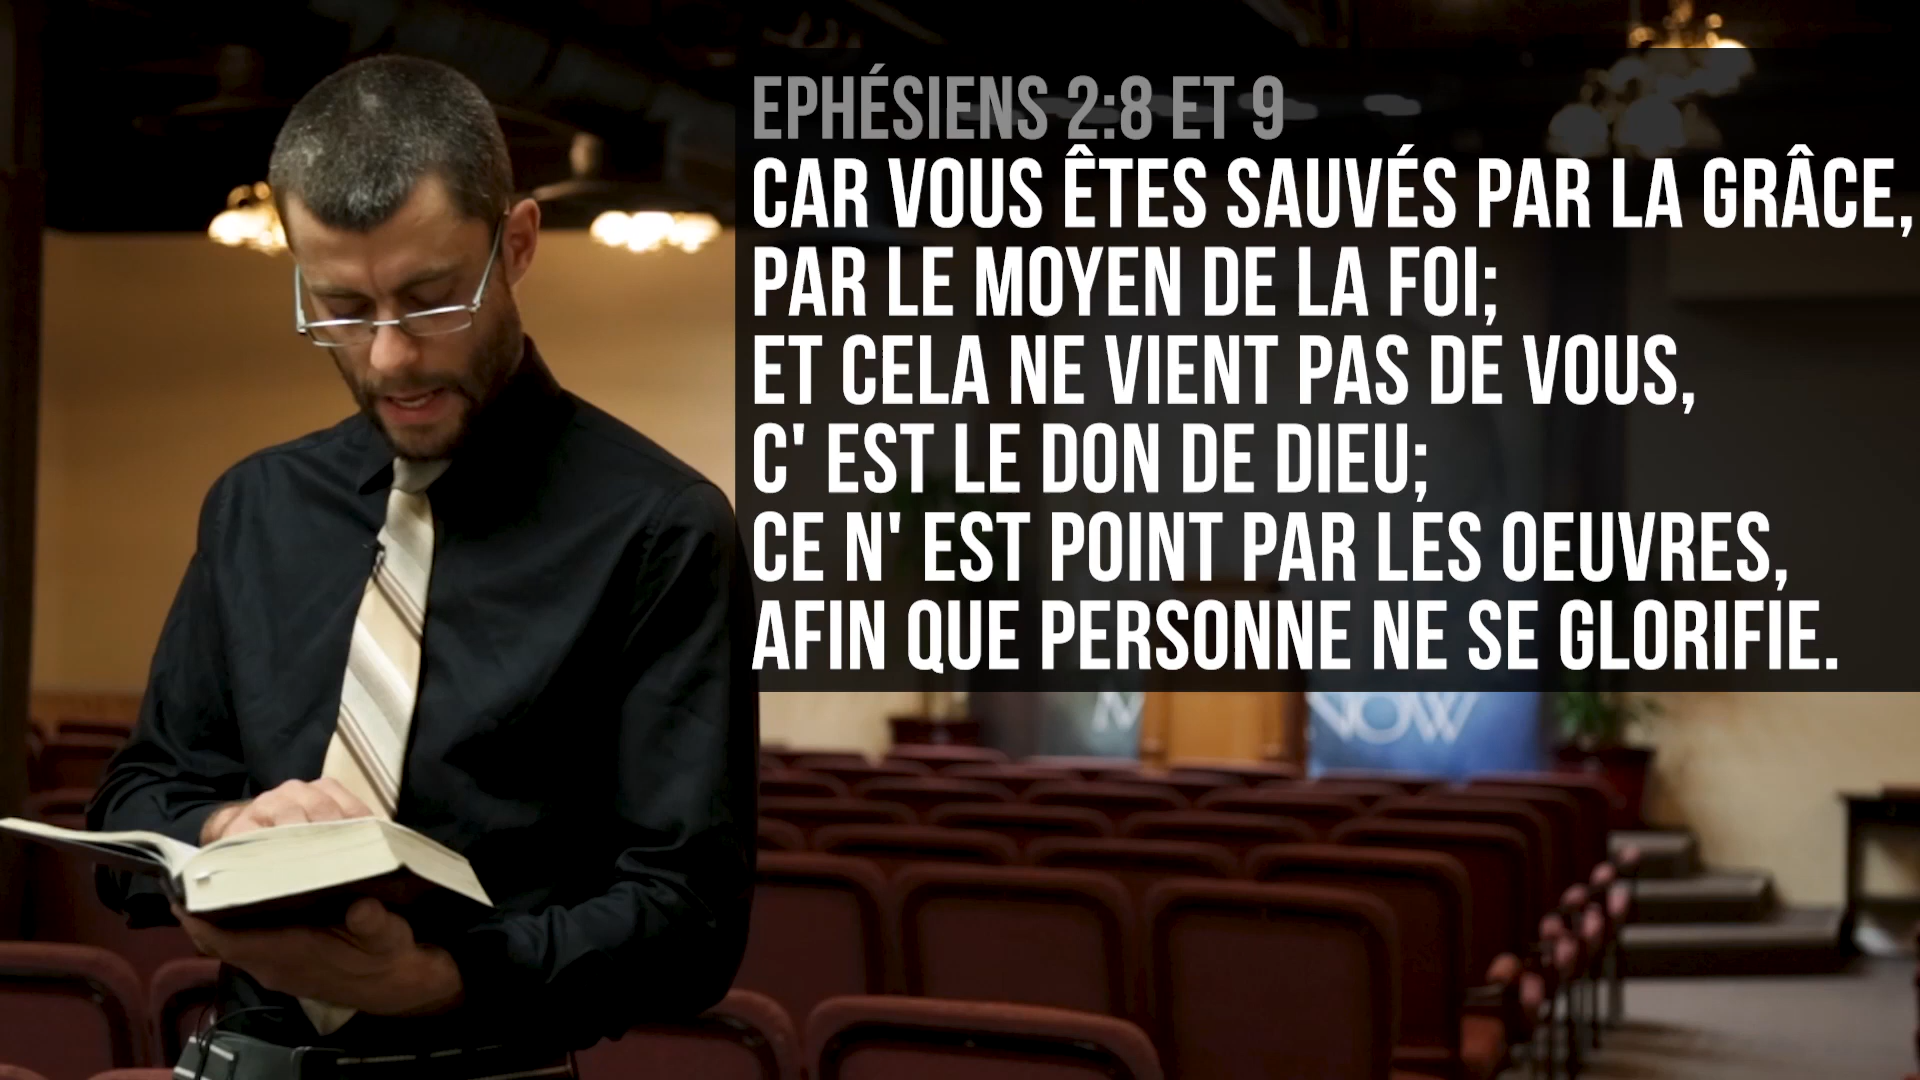 EPHÉSIENS 2:8 ET 9
CAR VOUS ÊTES SAUVÉS PAR LA GRÂCE,
PAR LE MOYEN DE LA FOI;
ET CELA NE VIENT PAS DE VOUS,
C' EST LE DON DE DIEU;
CE N' EST POINT PAR LES OEUVRES,
AFIN QUE PERSONNE NE SE GLORIFIE.
NOW